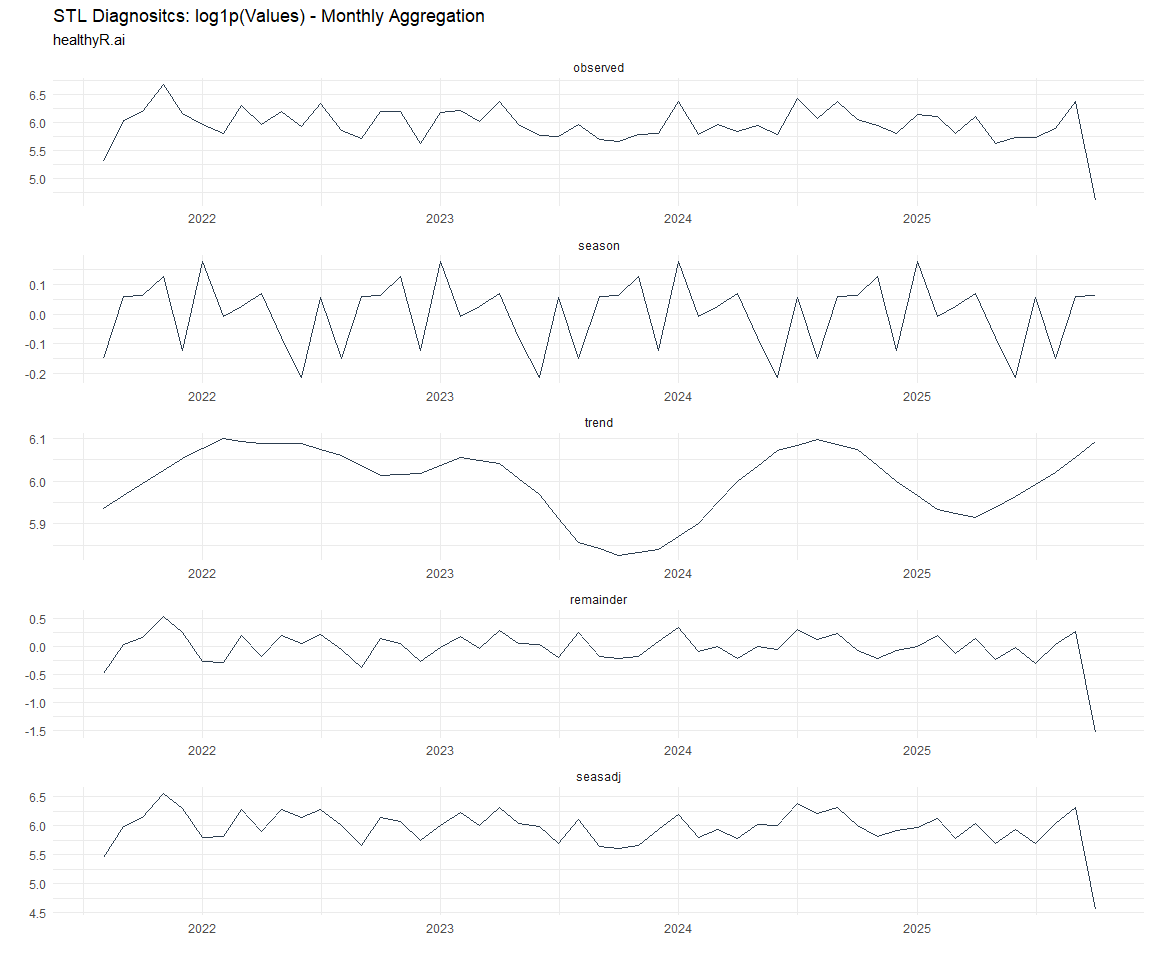 STL Diagnositcs: log1p(Values) - Monthly Aggregation
healthyR.ai
observed
6.5
6.0
5.5
5.0
2022 2023 2024 2025
season
0.1
0.0
-0.1
-0.2
2022 2023 2024 2025
trend
6.1
6.0
5.9
2022 2023 2024 2025
remainder
0.5
0.0
-0.5
-1.0
-1.5
2022 2023 2024 2025
seasadj
6.5
6.0
5.5
5.0
4.5
2022 2023 2024 2025